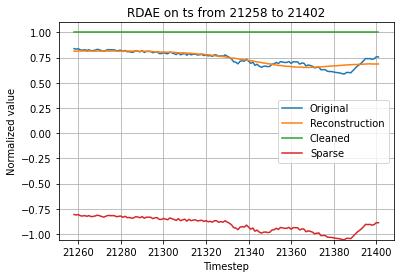 RDAE on ts from 21258 to 21402
1.00
0.75
0.50
0.25
0.00
−0.25
−0.50
−0.75
−1.00
Normalized value
Original
Reconstruction
Cleaned
Sparse
21260 21280 21300 21320 21340 21360 21380 21400
Timestep